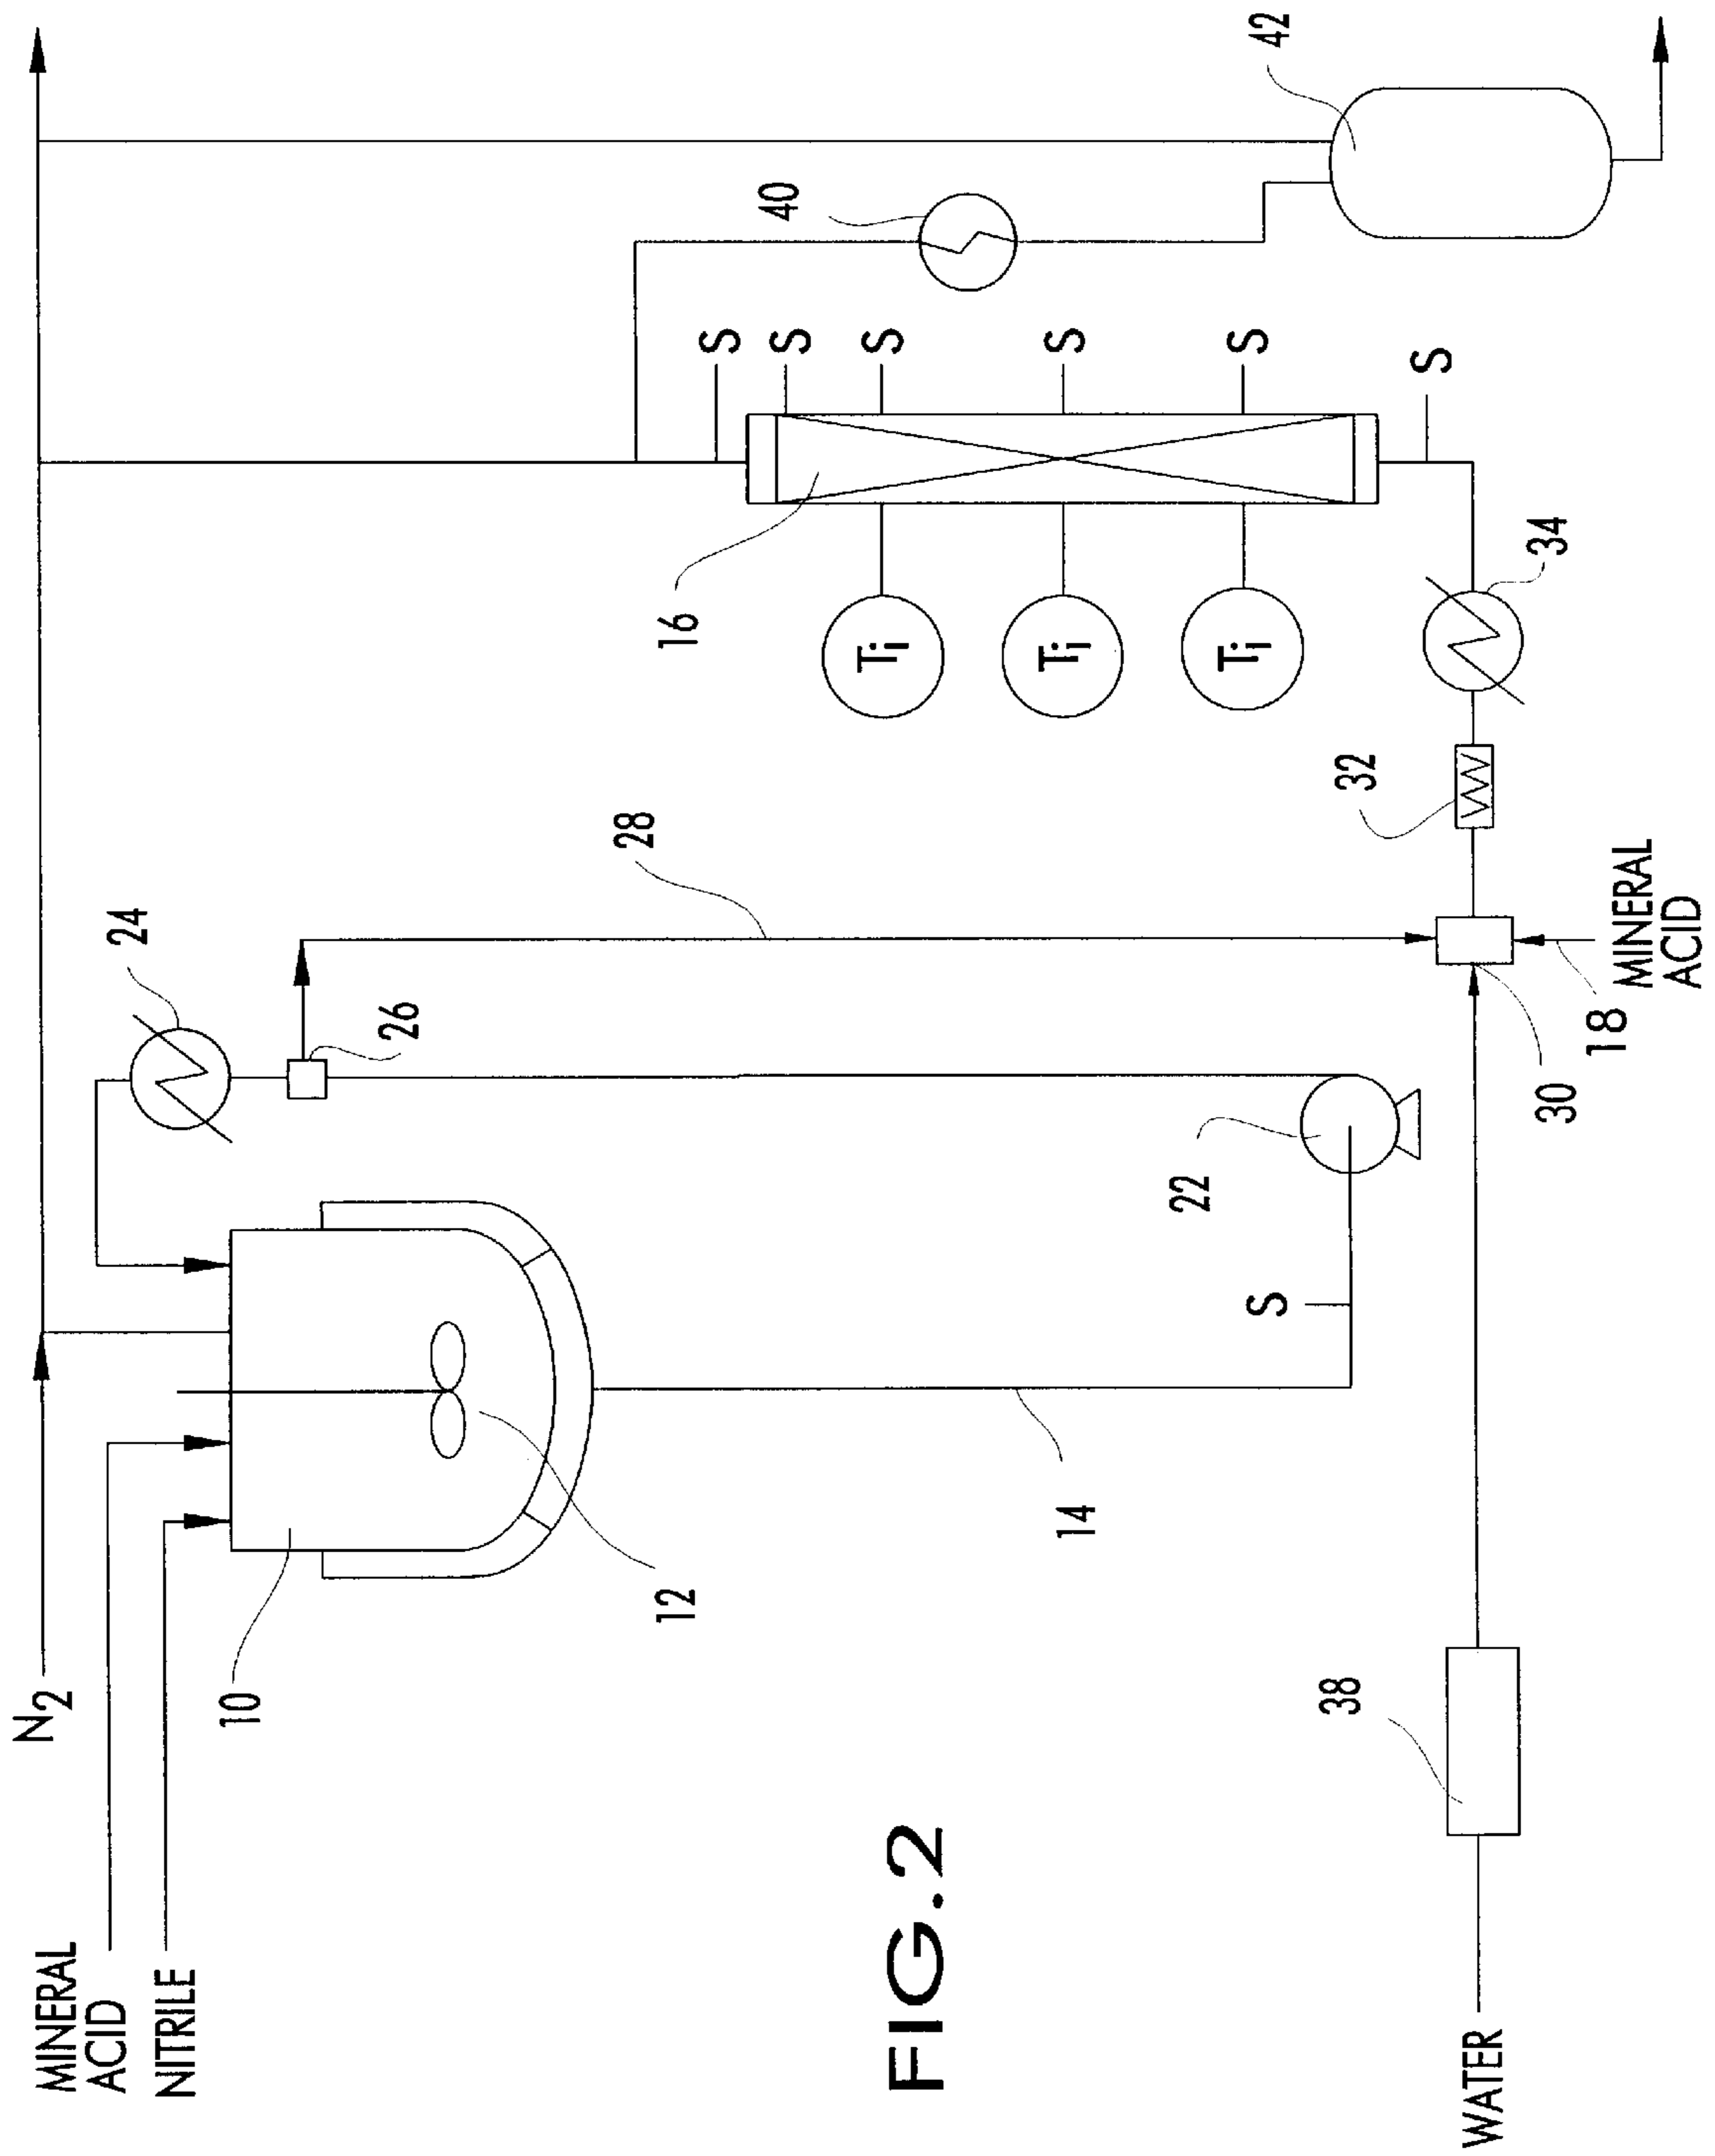 N2
MINERAL
ACID
NITRILE
10
12
14
S
22
24
26
28
WATER
38
30
18
MINERAL
ACID
32
34
16
Ti
Ti
Ti
S
S
S
S
S
S
40
42
FIG.2